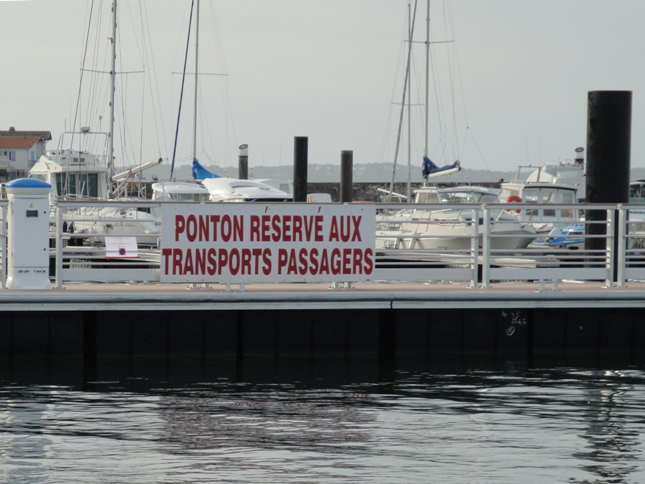 PONTON RÉSERVÉ AUX
TRANSPORTS PASSAGERS